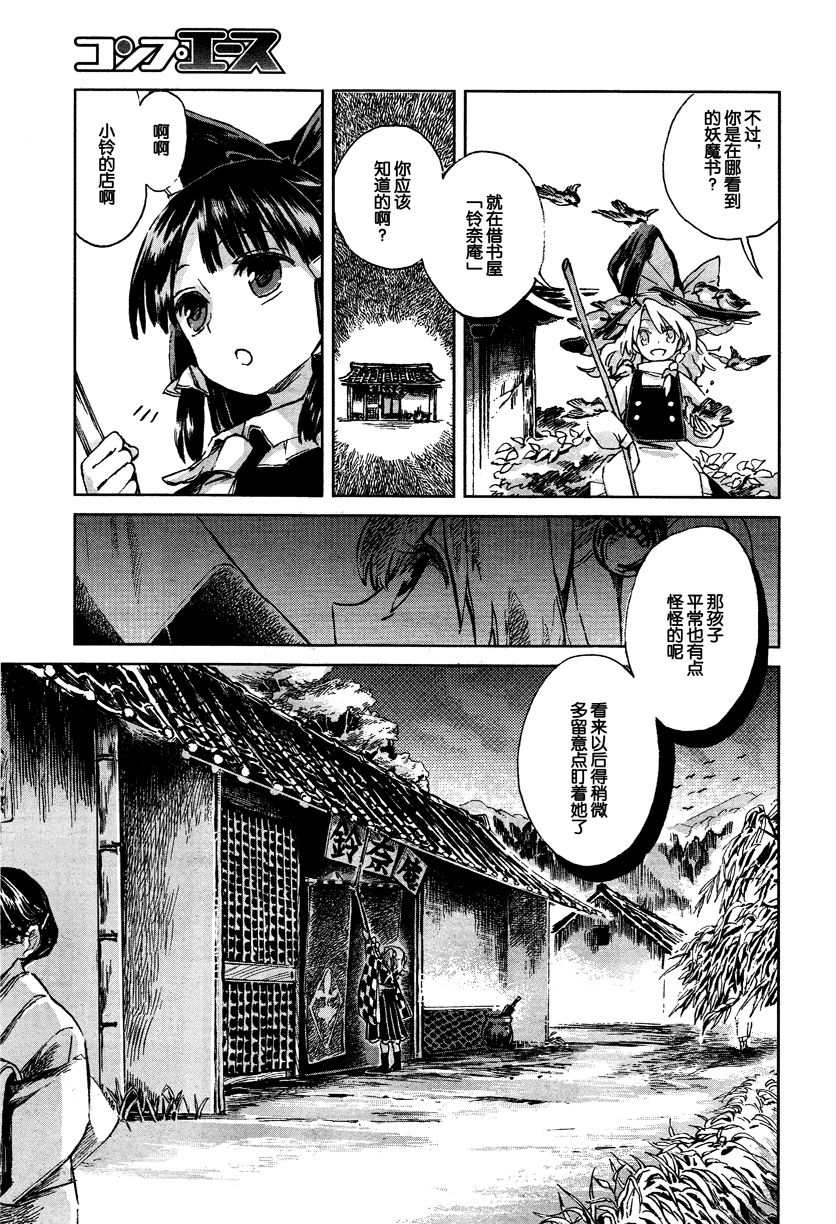 コンプエース
不过，
你是在哪看到
的妖魔书？
就在借书屋
「铃奈庵」
你应该
知道的啊？
啊啊
小铃的店啊
那孩子
平常也有点
怪怪的呢
看来以后得稍微
多留意点盯着她了
鈴奈庵